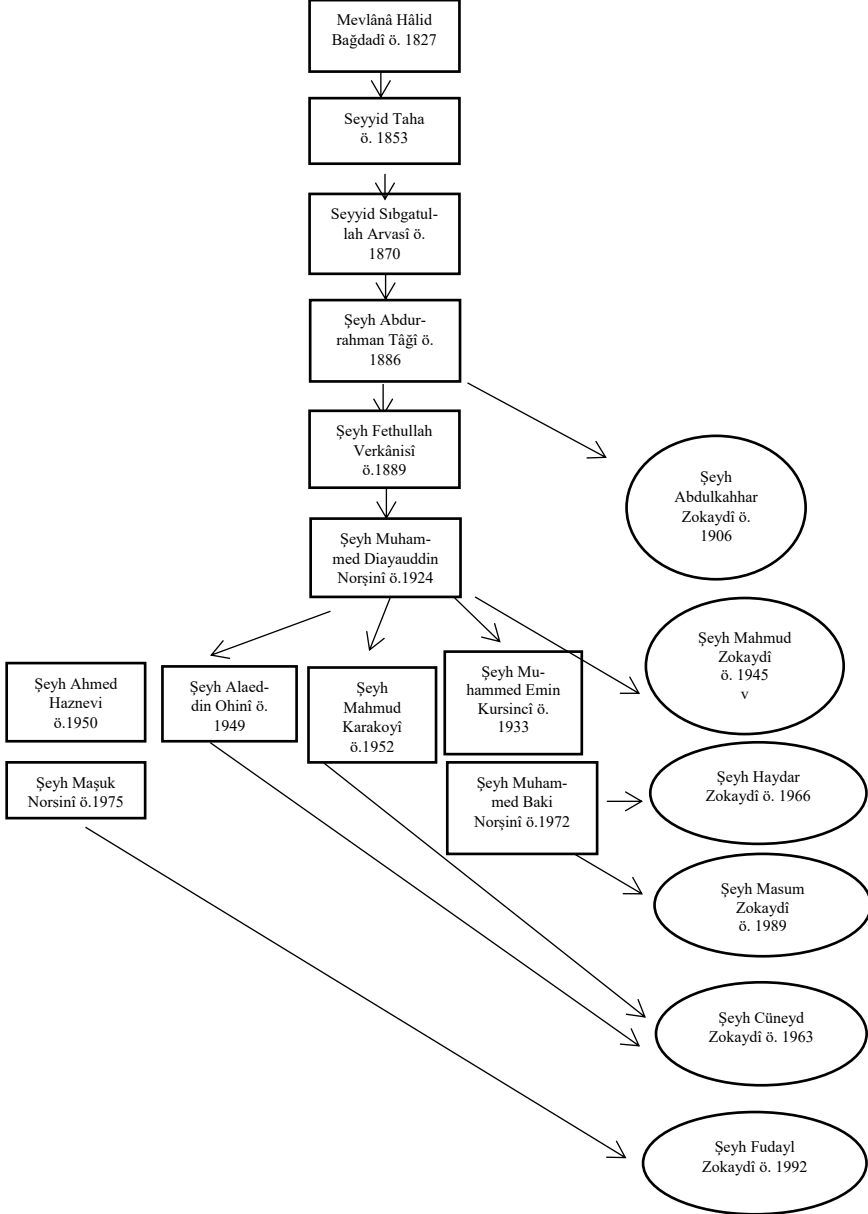 Mevlânâ Hâlid
Bağdadî ö. 1827
Seyyid Taha
ö. 1853
Seyyid Sıbgatul-
lah Arvasî ö.
1870
Şeyh Abdur-
rahman Tâğî ö.
1886
Şeyh Fethullah
Verkânisî
ö.1889
Şeyh
Abdulkahhar
Zokaydî ö.
1906
Şeyh Muham-
med Diayauddin
Norşinî ö.1924
Şeyh Ahmed
Haznevi
ö.1950
Şeyh Alaed-
din Ohinî ö.
1949
Şeyh
Mahmud
Karakoyî
ö.1952
Şeyh Mu-
hammed Emin
Kursincî ö.
1933
Şeyh Mahmud
Zokaydî
ö. 1945
v
Şeyh Maşuk
Norsinî ö.1975
Şeyh Muham-
med Baki
Norşinî ö.1972
Şeyh Haydar
Zokaydî ö. 1966
Şeyh Masum
Zokaydî
ö. 1989
Şeyh Cüneyd
Zokaydî ö. 1963
Şeyh Fudayl
Zokaydî ö. 1992